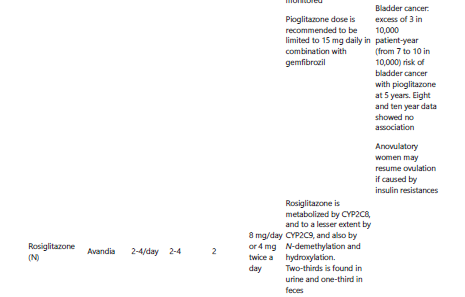 monitored
Pioglitazone dose is
recommended to be
limited to 15 mg daily in
combination with
gemfibrozil
Bladder cancer:
excess of 3 in
10,000
patient-year
(from 7 to 10 in
10,000) risk of
bladder cancer
with pioglitazone
at 5 years. Eight
and ten year data
showed no
association
Anovulatory
women may
resume ovulation
if caused by
insulin resistances
Rosiglitazone
(N)
Avandia
2-4/day
2-4
2
8 mg/day
or 4 mg
twice a
day
Rosiglitazone is
metabolized by CYP2C8,
and to a lesser extent by
CYP2C9, and also by
N-demethylation and
hydroxylation.
Two-thirds is found in
urine and one-third in
feces